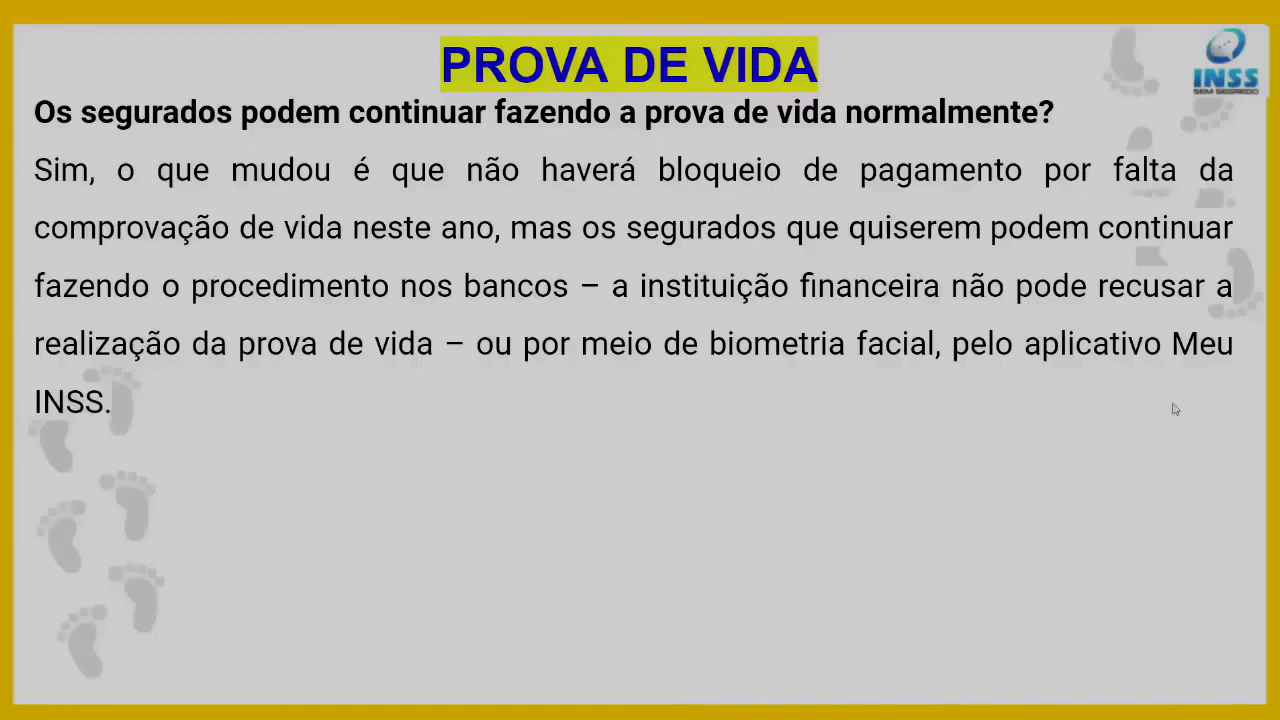 PROVA DE VIDA
INSS
SEM SEGREDO
Os segurados podem continuar fazendo a prova de vida normalmente?
Sim, o que mudou é que não haverá bloqueio de pagamento por falta da
comprovação de vida neste ano, mas os segurados que quiserem podem continuar
fazendo o procedimento nos bancos – a instituição financeira não pode recusar a
realização da prova de vida – ou por meio de biometria facial, pelo aplicativo Meu
INSS.